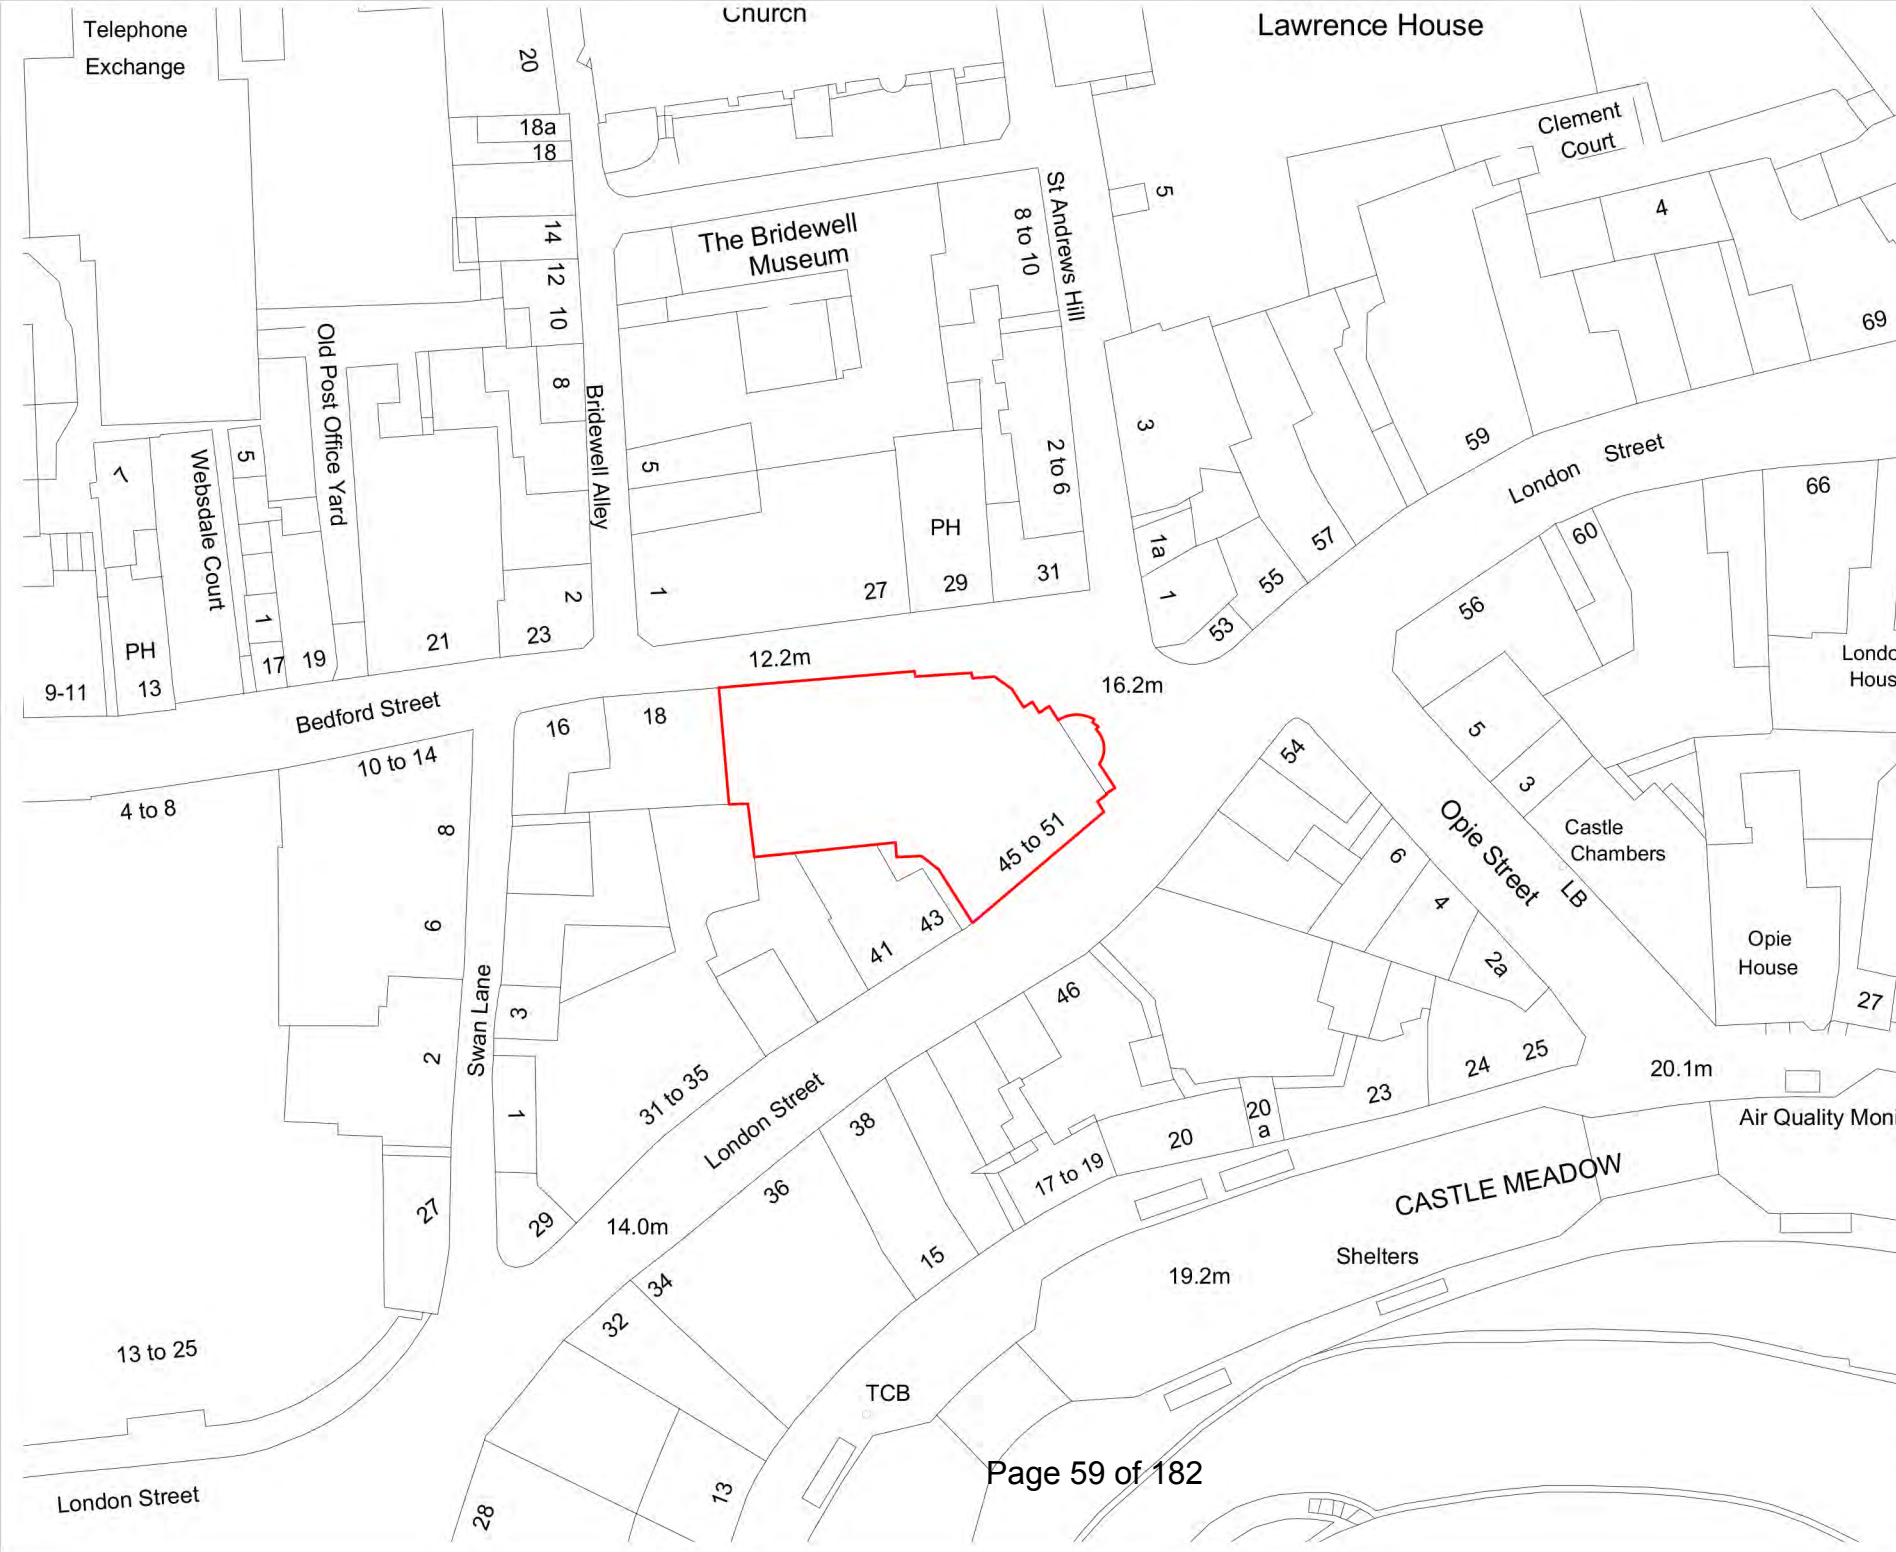 Church
Lawrence House
Telephone
Exchange
20
18a
18
Clement
Court
14
12
10
The Bridewell
Museum
8 to 10
St Andrews Hill
5
4
69
Old Post Office Yard
8
Bridewell Alley
7
Websdale Court
5
5
2 to 6
3
59
London Street
66
PH
1a
57
60
PH
13
9-11
1
17
19
21
2
23
1
27
29
31
1
55
53
56
Londo
Hous
12.2m
16.2m
Bedford Street
16
18
10 to 14
4 to 8
54
5
3
Castle
Chambers
Opie Street
LB
8
6
45 to 51
6
4
2a
43
41
Opie
House
27
Swan Lane
3
2
1
46
31 to 35
London Street
38
36
24
25
23
20
a
20
17 to 19
20.1m
Air Quality Moni
CASTLE MEADOW
27
29
14.0m
15
Shelters
19.2m
34
32
13 to 25
TCB
Page 59 of 182
London Street
28
13